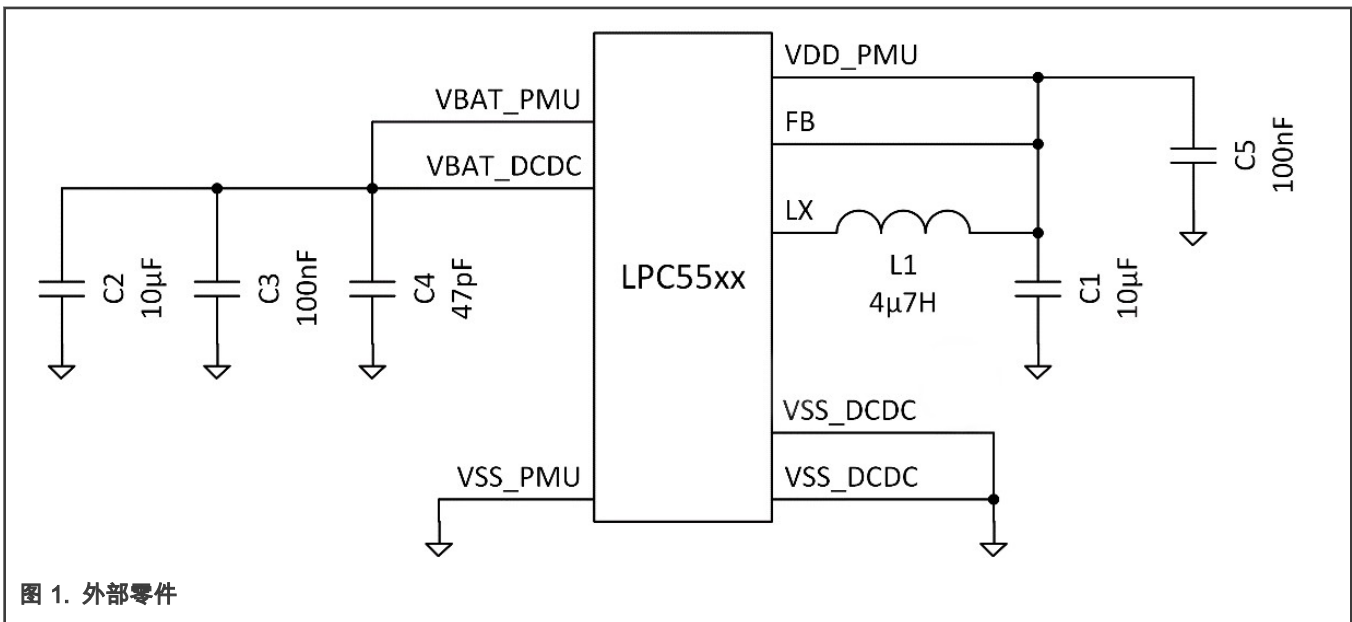 VDD_PMU
VBAT_PMU
FB
VBAT_DCDC
LX
C5
100nF
C2
10µF
C3
100nF
C4
47pF
LPC55xx
L1
4µ7H
C1
10µF
VSS_DCDC
VSS_PMU
VSS_DCDC
图 1. 外部零件